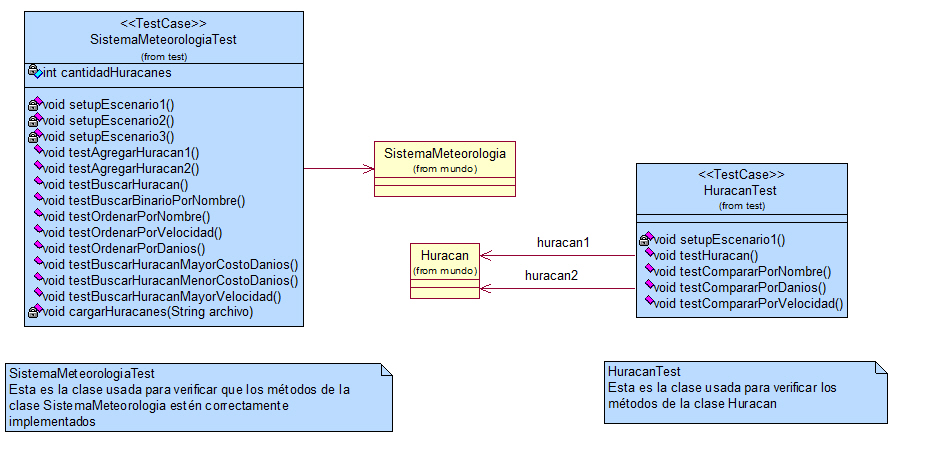 <<TestCase>>
SistemaMeteorologiaTest
(from test)
int cantidadHuracanes
void setupEscenario1()
void setupEscenario2()
void setupEscenario3()
void testAgregarHuracan1()
void testAgregarHuracan2()
void testBuscarHuracan()
void testBuscarBinarioPorNombre()
void testOrdenarPorNombre()
void testOrdenarPorVelocidad()
void testOrdenarPorDanios()
void testBuscarHuracanMayorCostoDanios()
void testBuscarHuracanMenorCostoDanios()
void testBuscarHuracanMayorVelocidad()
void cargarHuracanes(String archivo)
SistemaMeteorologia
(from mundo)
Huracan
(from mundo)
huracan1
huracan2
<<TestCase>>
HuracanTest
(from test)
void setupEscenario1()
void testHuracan()
void testCompararPorNombre()
void testCompararPorDanios()
void testCompararPorVelocidad()
SistemaMeteorologiaTest
Esta es la clase usada para verificar que los métodos de la
clase SistemaMeteorologia estén correctamente
implementados
HuracanTest
Esta es la clase usada para verificar los
métodos de la clase Huracan